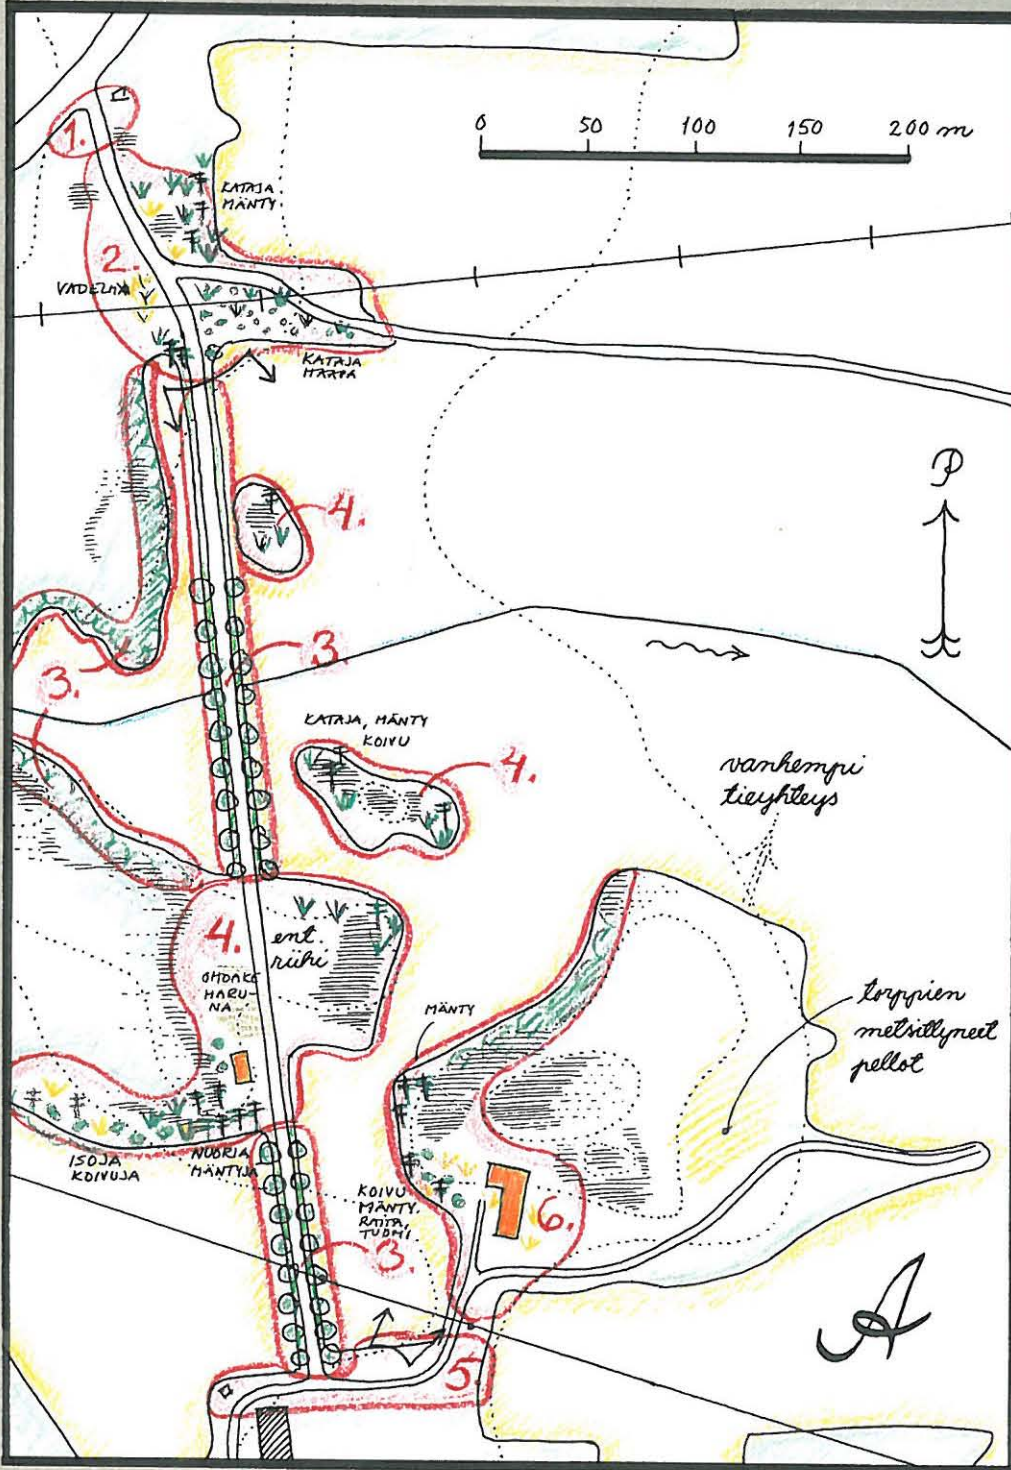 1.
0 50 100 150 200 m
KATAJA
MÄNTY
2.
VADELMA
KATAJA
HAAPA
P
4.
3.
3.
KATAJA, MÄNTY
KOIVU
4.
vanhempi
tieyhteys
4.
ent.
riihi
OHDAKE
HARU-
NA
MÄNTY
torppien
metsittyneet
pellot
ISOJA
KOIVUJA
NUORIA
MÄNTYJÄ
KOIVU
MÄNTY,
RAITA,
TUOMI
6.
3.
A
5.